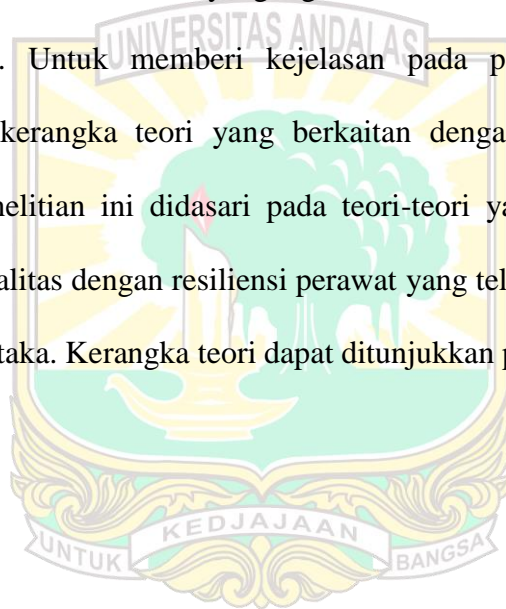 UNIVERSITAS ANDALAS
. Untuk memberi kejelasan pada p
kerangka teori yang berkaitan denga
nelitian ini didasari pada teori-teori ya
alitas dengan resiliensi perawat yang tel
taka. Kerangka teori dapat ditunjukkan p
KEDJAJAAN
UNTUK BANGSA